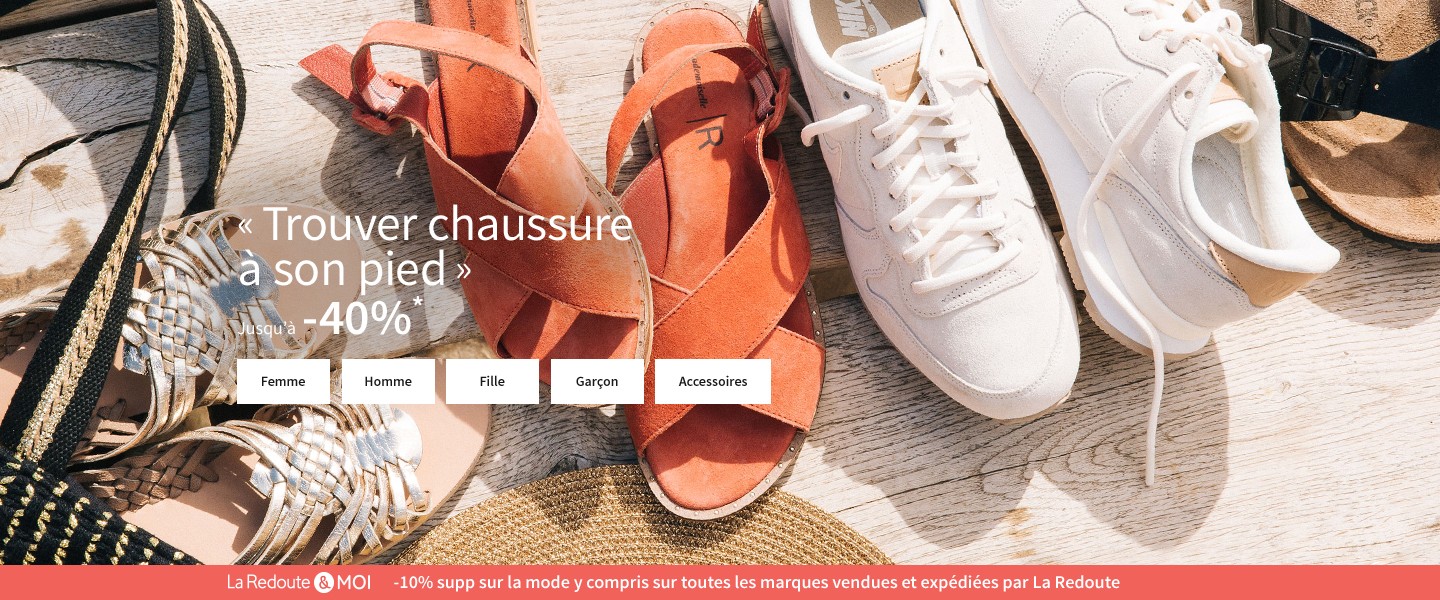 « Trouver chaussure
à son pied »
Jusqu'à -40%*
Femme Homme Fille Garçon Accessoires
La Redoute & MOI -10% supp sur la mode y compris sur toutes les marques vendues et expédiées par La Redoute
R